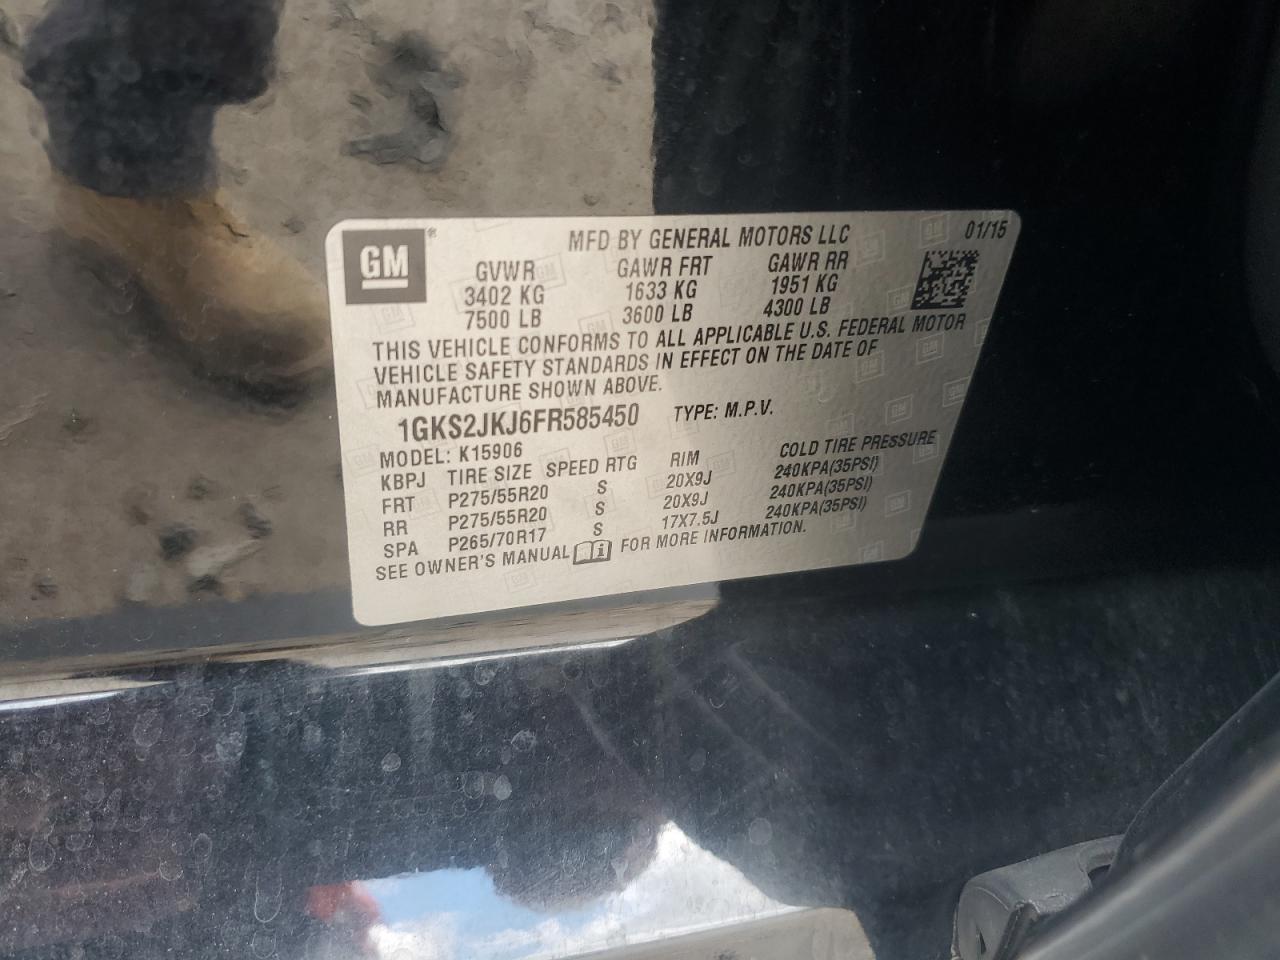 GM®
MFD BY GENERAL MOTORS LLC 01/15
GVWR GAWR FRT GAWR RR
3402 KG 1633 KG 1951 KG
7500 LB 3600 LB 4300 LB
THIS VEHICLE CONFORMS TO ALL APPLICABLE U.S. FEDERAL MOTOR
VEHICLE SAFETY STANDARDS IN EFFECT ON THE DATE OF
MANUFACTURE SHOWN ABOVE.
1GKS2JKJ6FR585450 TYPE: M.P.V.
MODEL: K15906
KBPJ TIRE SIZE SPEED RTG RIM COLD TIRE PRESSURE
FRT P275/55R20 S 20X9J 240KPA(35PSI)
RR P275/55R20 S 20X9J 240KPA(35PSI)
SPA P265/70R17 S 17X7.5J 240KPA(35PSI)
SEE OWNER'S MANUAL FOR MORE INFORMATION.